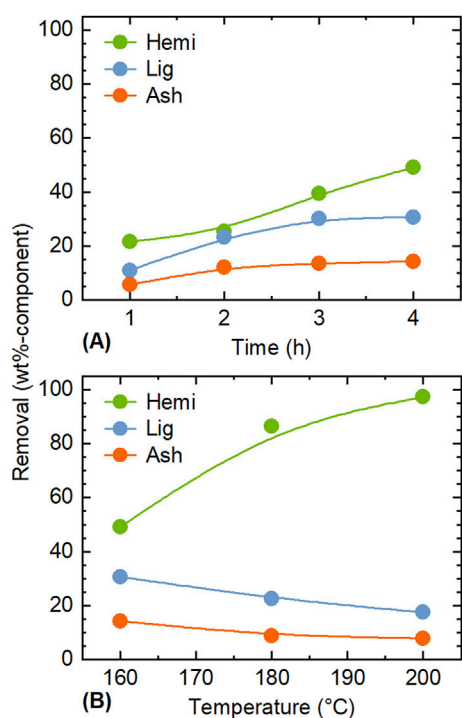 100
80
60
40
20
0
Hemi
Lig
Ash
1 2 3 4
(A) Time (h)
Removal (wt%-component)
100
80
60
40
20
0
Hemi
Lig
Ash
160 170 180 190 200
(B) Temperature (°C)